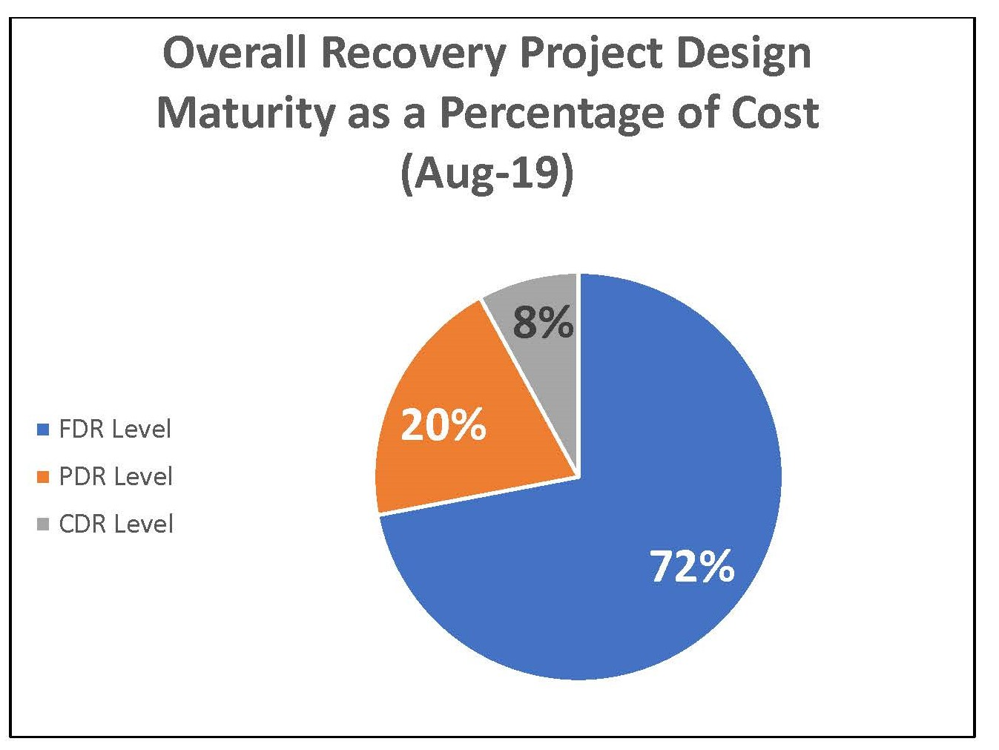 Overall Recovery Project Design
Maturity as a Percentage of Cost
(Aug-19)
8%
20%
FDR Level
PDR Level
CDR Level
72%